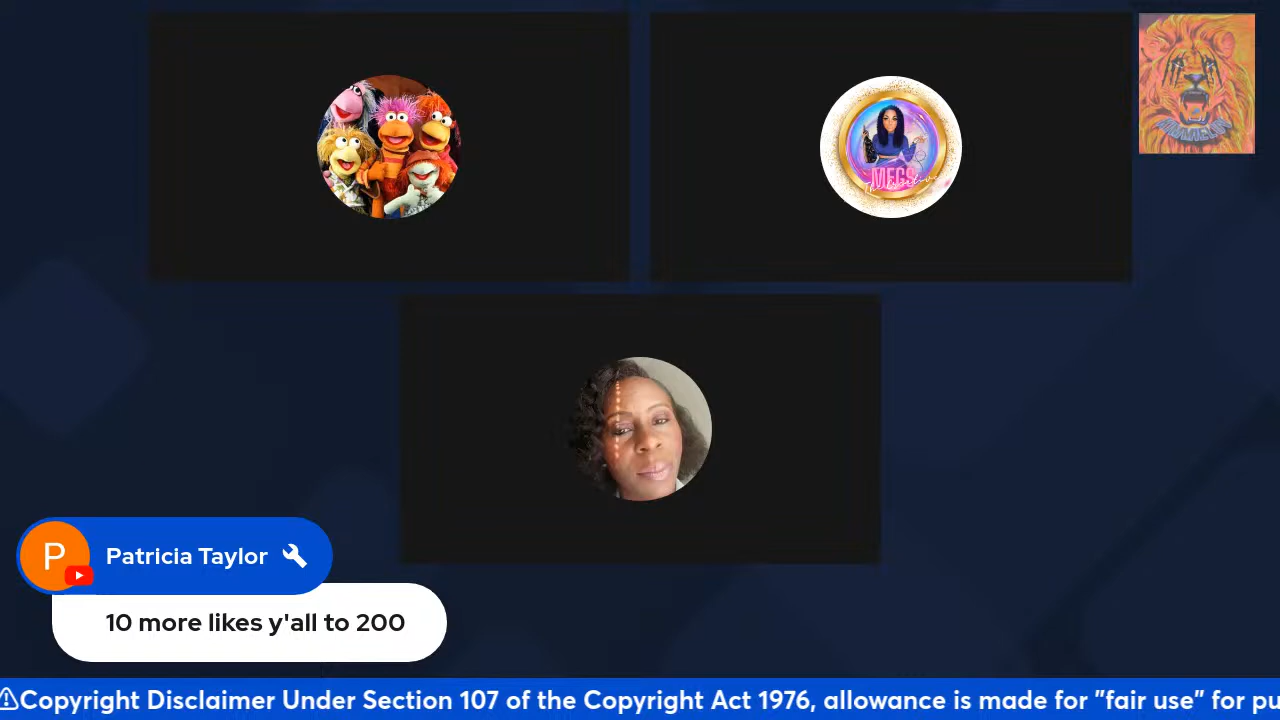 MEGS
Patricia Taylor
10 more likes y'all to 200
⚠Copyright Disclaimer Under Section 107 of the Copyright Act 1976, allowance is made for "fair use" for pu